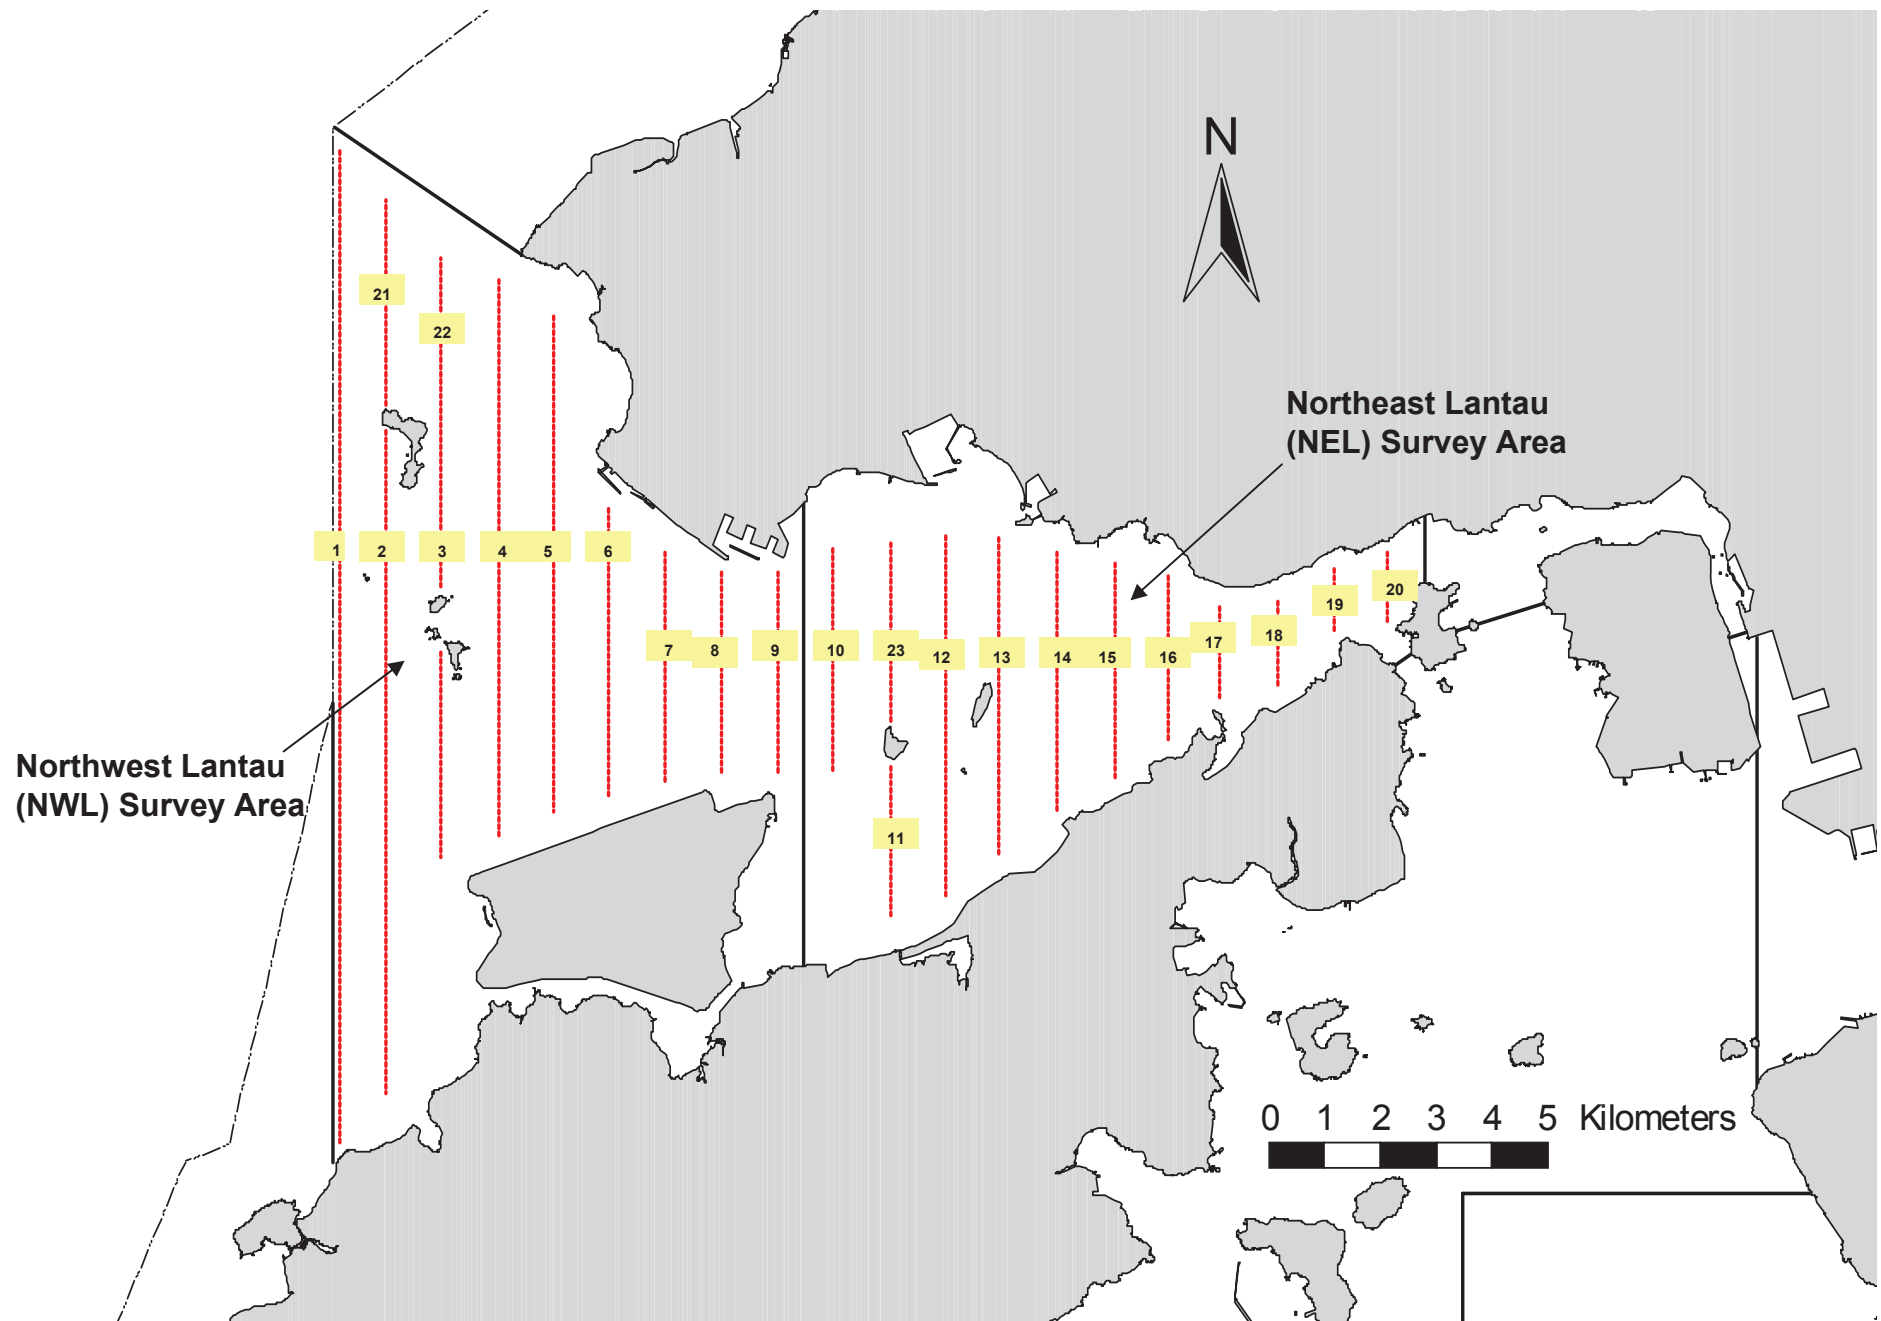 N
21
22
Northeast Lantau
(NEL) Survey Area
1 2 3 4 5 6
19 20
7 8 9 10 23 12 13 14 15 16 17 18
Northwest Lantau
(NWL) Survey Area
11
0 1 2 3 4 5 Kilometers